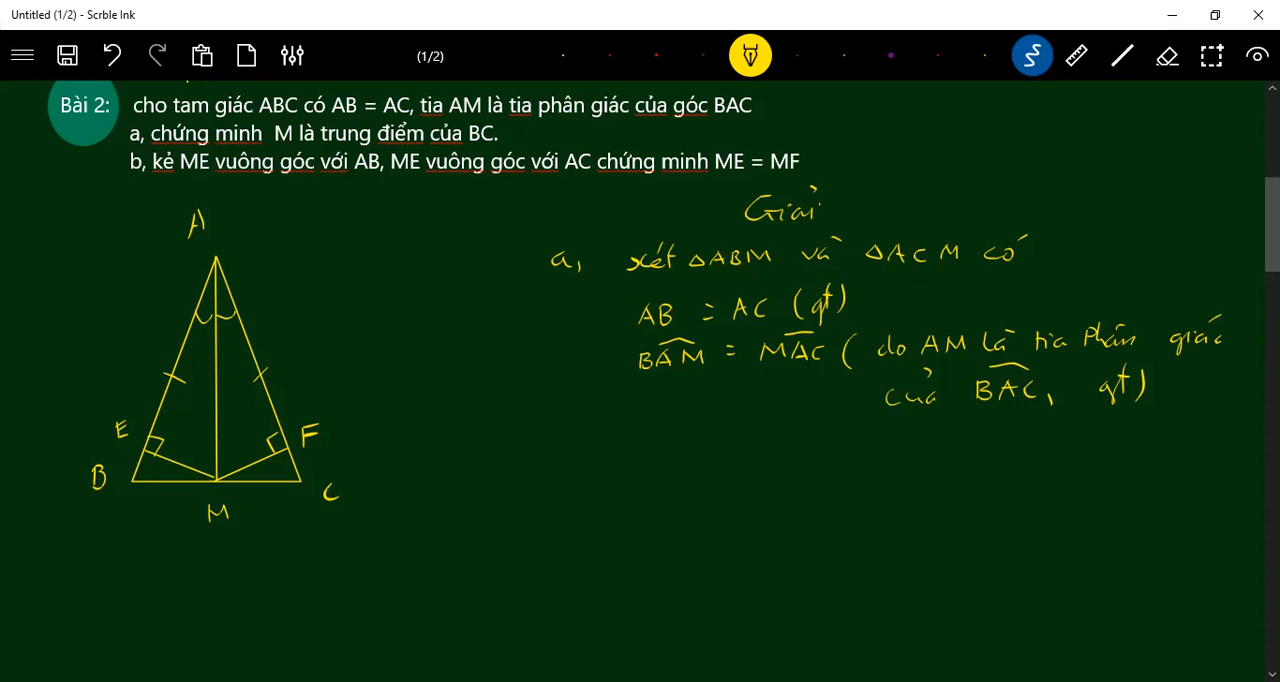 Untitled (1/2) - Scrble Ink
(1/2)
Bài 2: cho tam giác ABC có AB = AC, tia AM là tia phân giác của góc BAC
a, chứng minh M là trung điểm của BC.
b, kẻ ME vuông góc với AB, ME vuông góc với AC chứng minh ME = MF
Giải
a, xét △ABM và △ACM có
AB = AC (gt)
BAM = MAC ( do AM là tia phân giác
của BAC, gt)
A
E
F
B
C
M